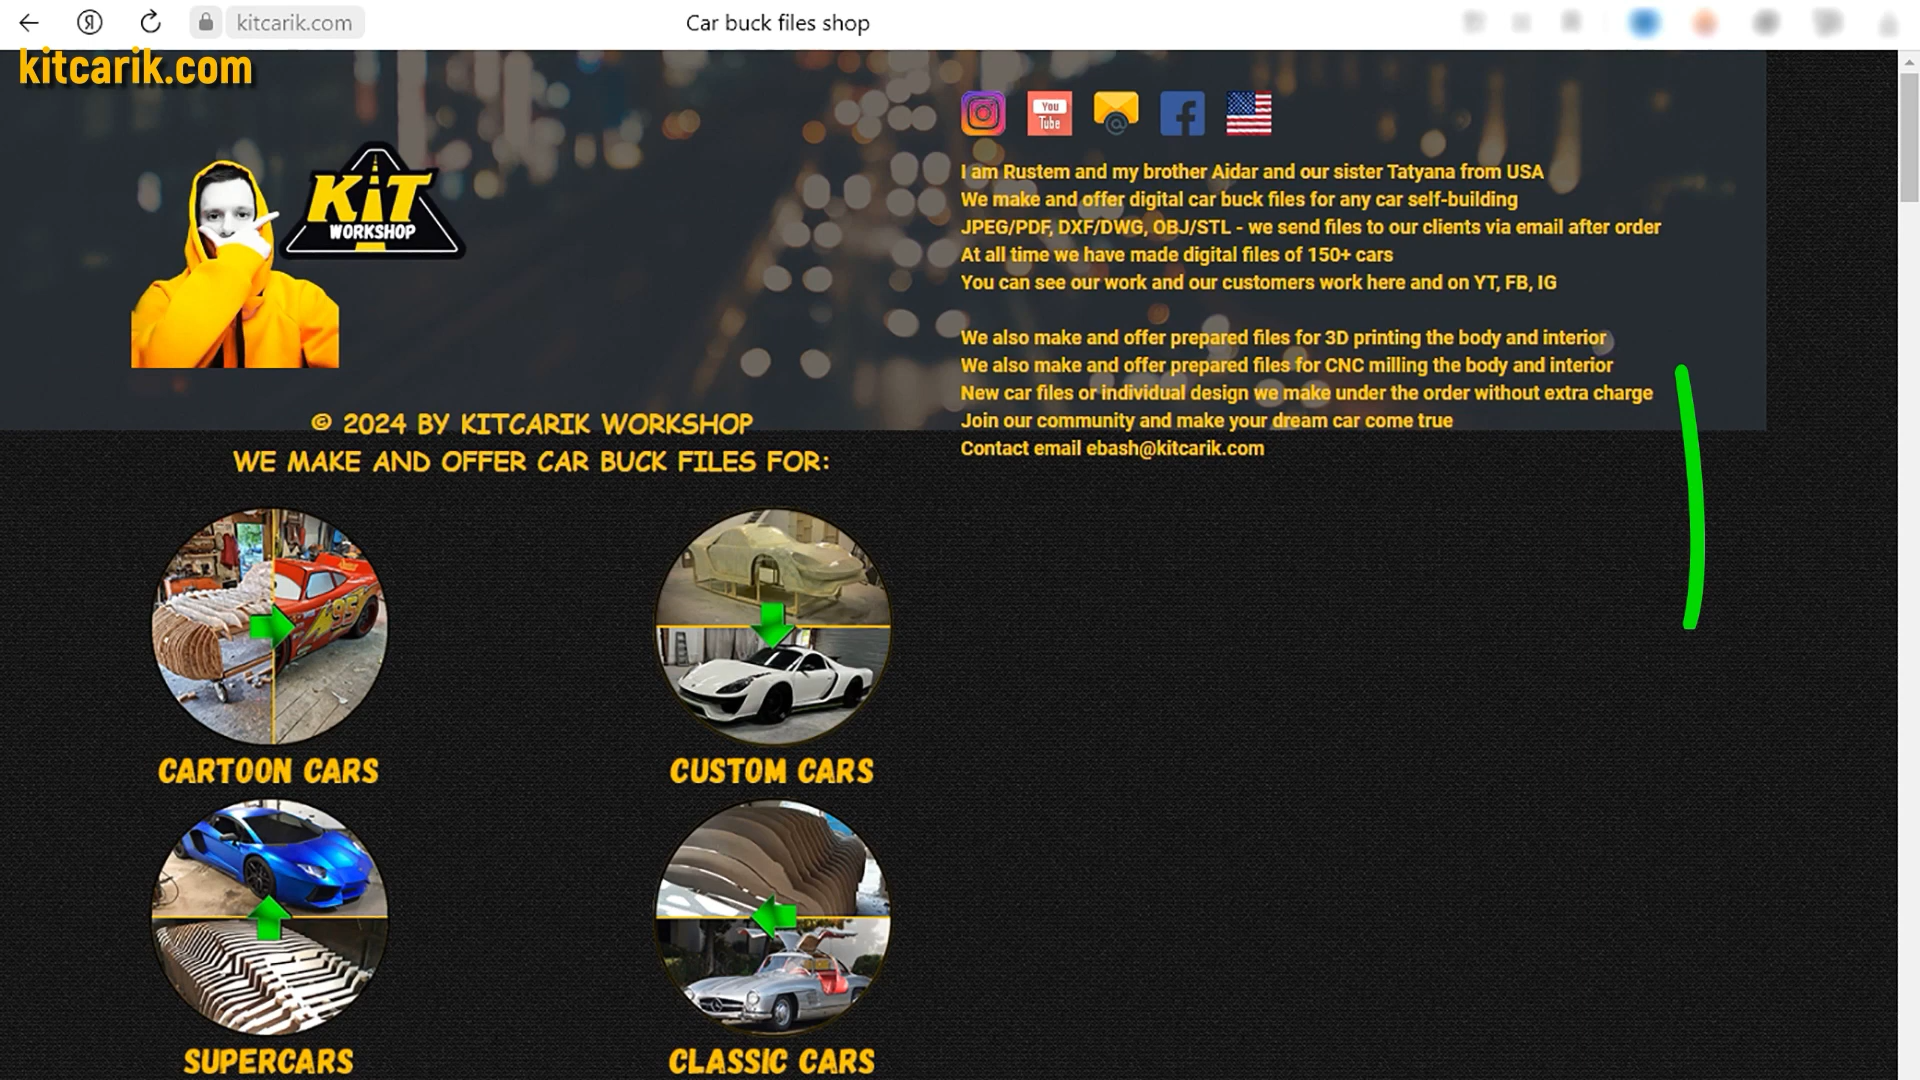 kitcarik.com
Car buck files shop
kitcarik.com
You
Tube
KIT
WORKSHOP
I am Rustem and my brother Aidar and our sister Tatyana from USA
We make and offer digital car buck files for any car self-building
JPEG/PDF, DXF/DWG, OBJ/STL - we send files to our clients via email after order
At all time we have made digital files of 150+ cars
You can see our work and our customers work here and on YT, FB, IG
We also make and offer prepared files for 3D printing the body and interior
We also make and offer prepared files for CNC milling the body and interior
New car files or individual design we make under the order without extra charge
Join our community and make your dream car come true
Contact email ebash@kitcarik.com
© 2024 BY KITCARIK WORKSHOP
WE MAKE AND OFFER CAR BUCK FILES FOR:
95
CARTOON CARS
CUSTOM CARS
SUPERCARS
CLASSIC CARS